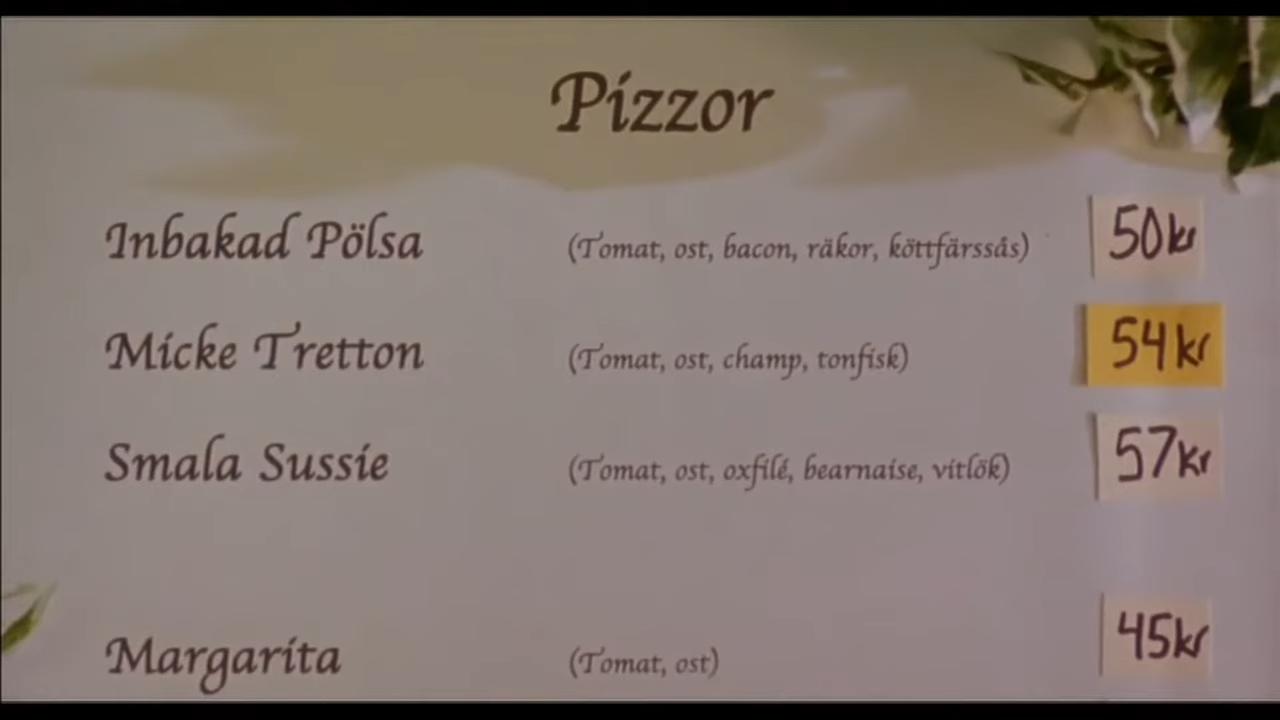 Pizzor
Inbakad Pölsa (Tomat, ost, bacon, räkor, köttfärssås) 50kr
Micke Tretton (Tomat, ost, champ, tonfisk) 54kr
Smala Sussie (Tomat, ost, oxfilé, bearnaise, vitlök) 57kr
Margarita (Tomat, ost) 45kr